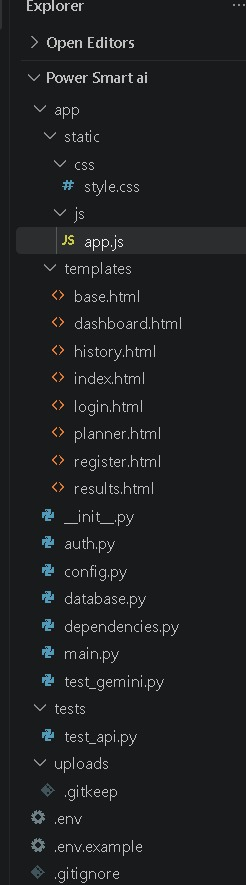 Explorer
Open Editors
Power Smart ai
app
static
css
# style.css
js
JS app.js
templates
<> base.html
<> dashboard.html
<> history.html
<> index.html
<> login.html
<> planner.html
<> register.html
<> results.html
__init__.py
auth.py
config.py
database.py
dependencies.py
main.py
test_gemini.py
tests
test_api.py
uploads
.gitkeep
.env
.env.example
.gitignore